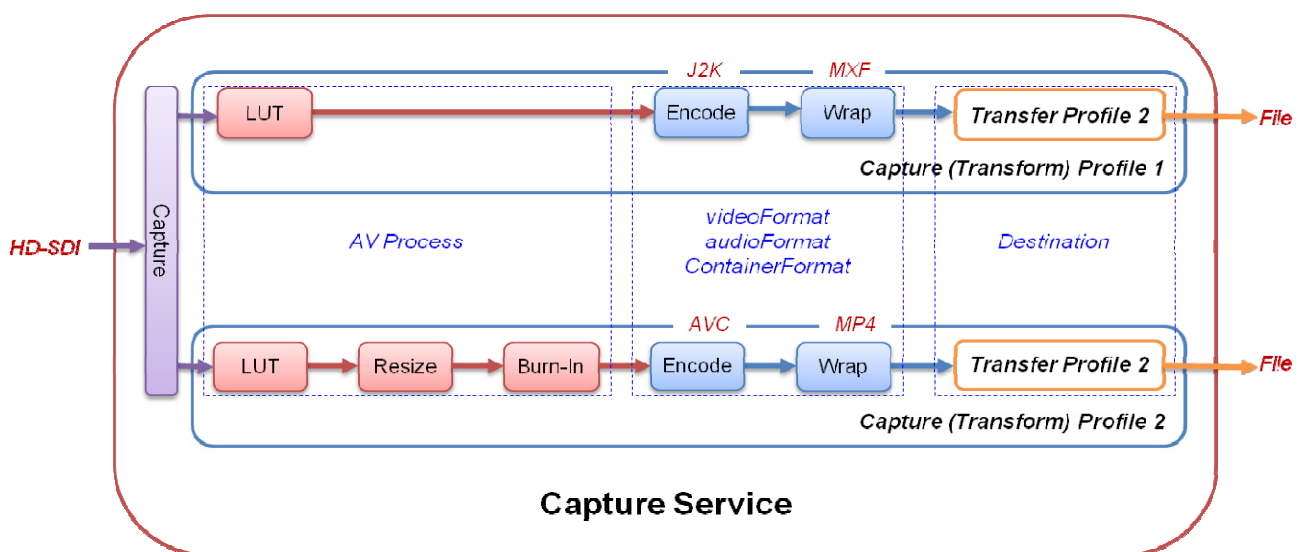 J2K
MXF
LUT
Encode
Wrap
Transfer Profile 2
File
Capture (Transform) Profile 1
HD-SDI
Capture
AV Process
videoFormat
audioFormat
ContainerFormat
Destination
AVC
MP4
LUT
Resize
Burn-In
Encode
Wrap
Transfer Profile 2
File
Capture (Transform) Profile 2
Capture Service